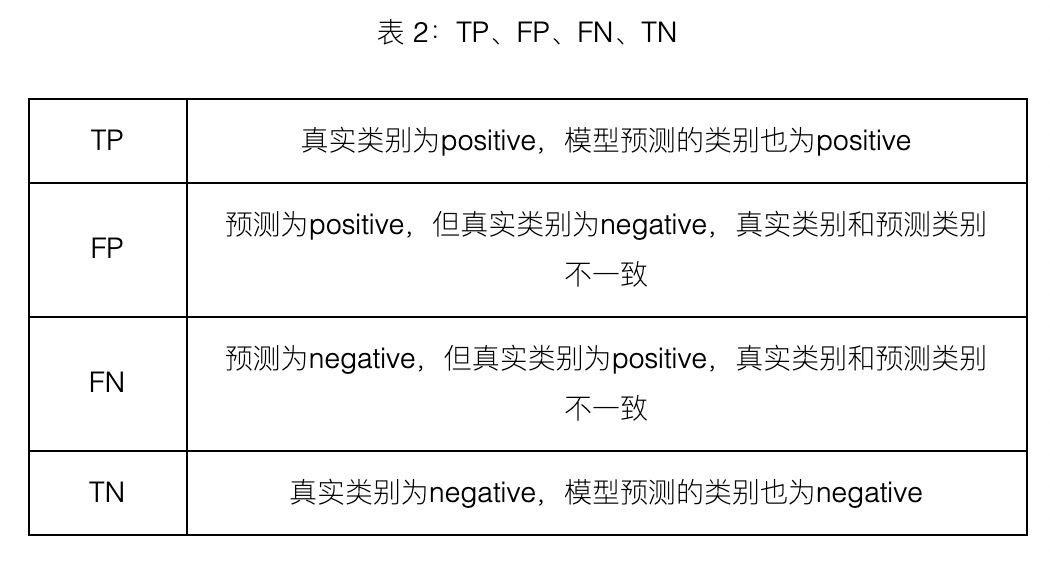 表 2：TP、FP、FN、TN
TP
真实类别为positive，模型预测的类别也为positive
FP
预测为positive，但真实类别为negative，真实类别和预测类别
不一致
FN
预测为negative，但真实类别为positive，真实类别和预测类别
不一致
TN
真实类别为negative，模型预测的类别也为negative